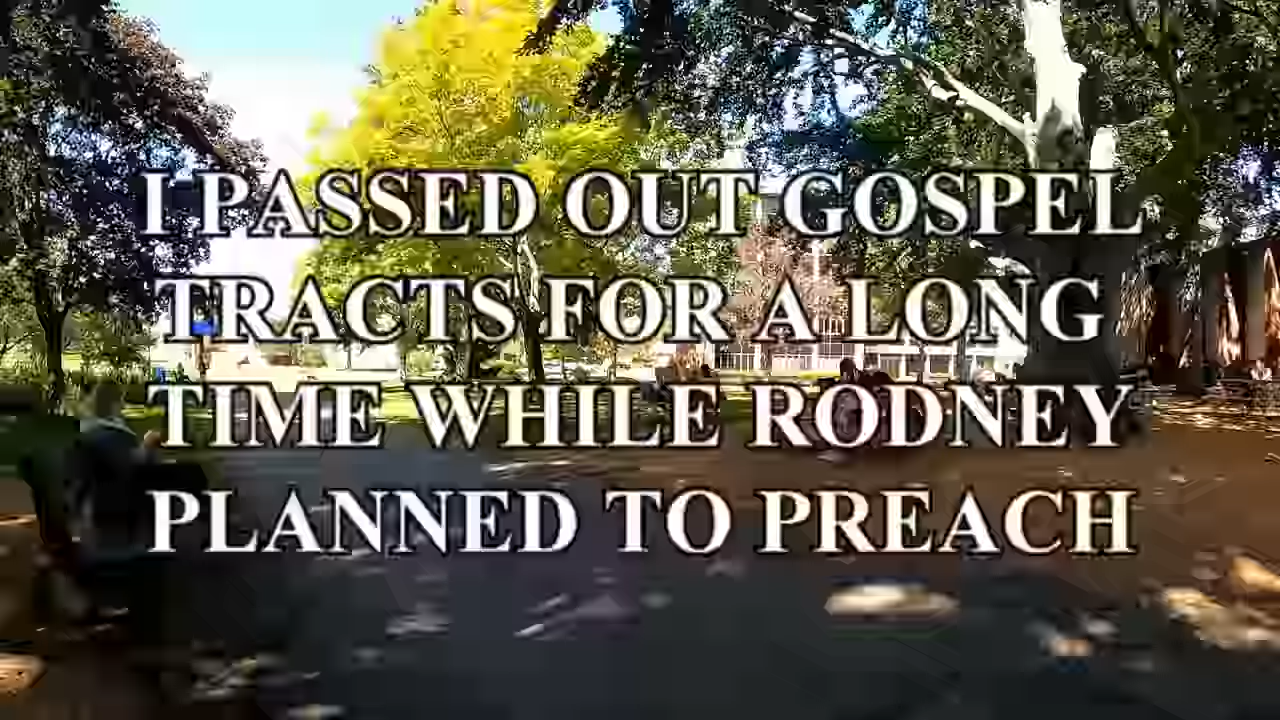 I PASSED OUT GOSPEL
TRACTS FOR A LONG
TIME WHILE RODNEY
PLANNED TO PREACH